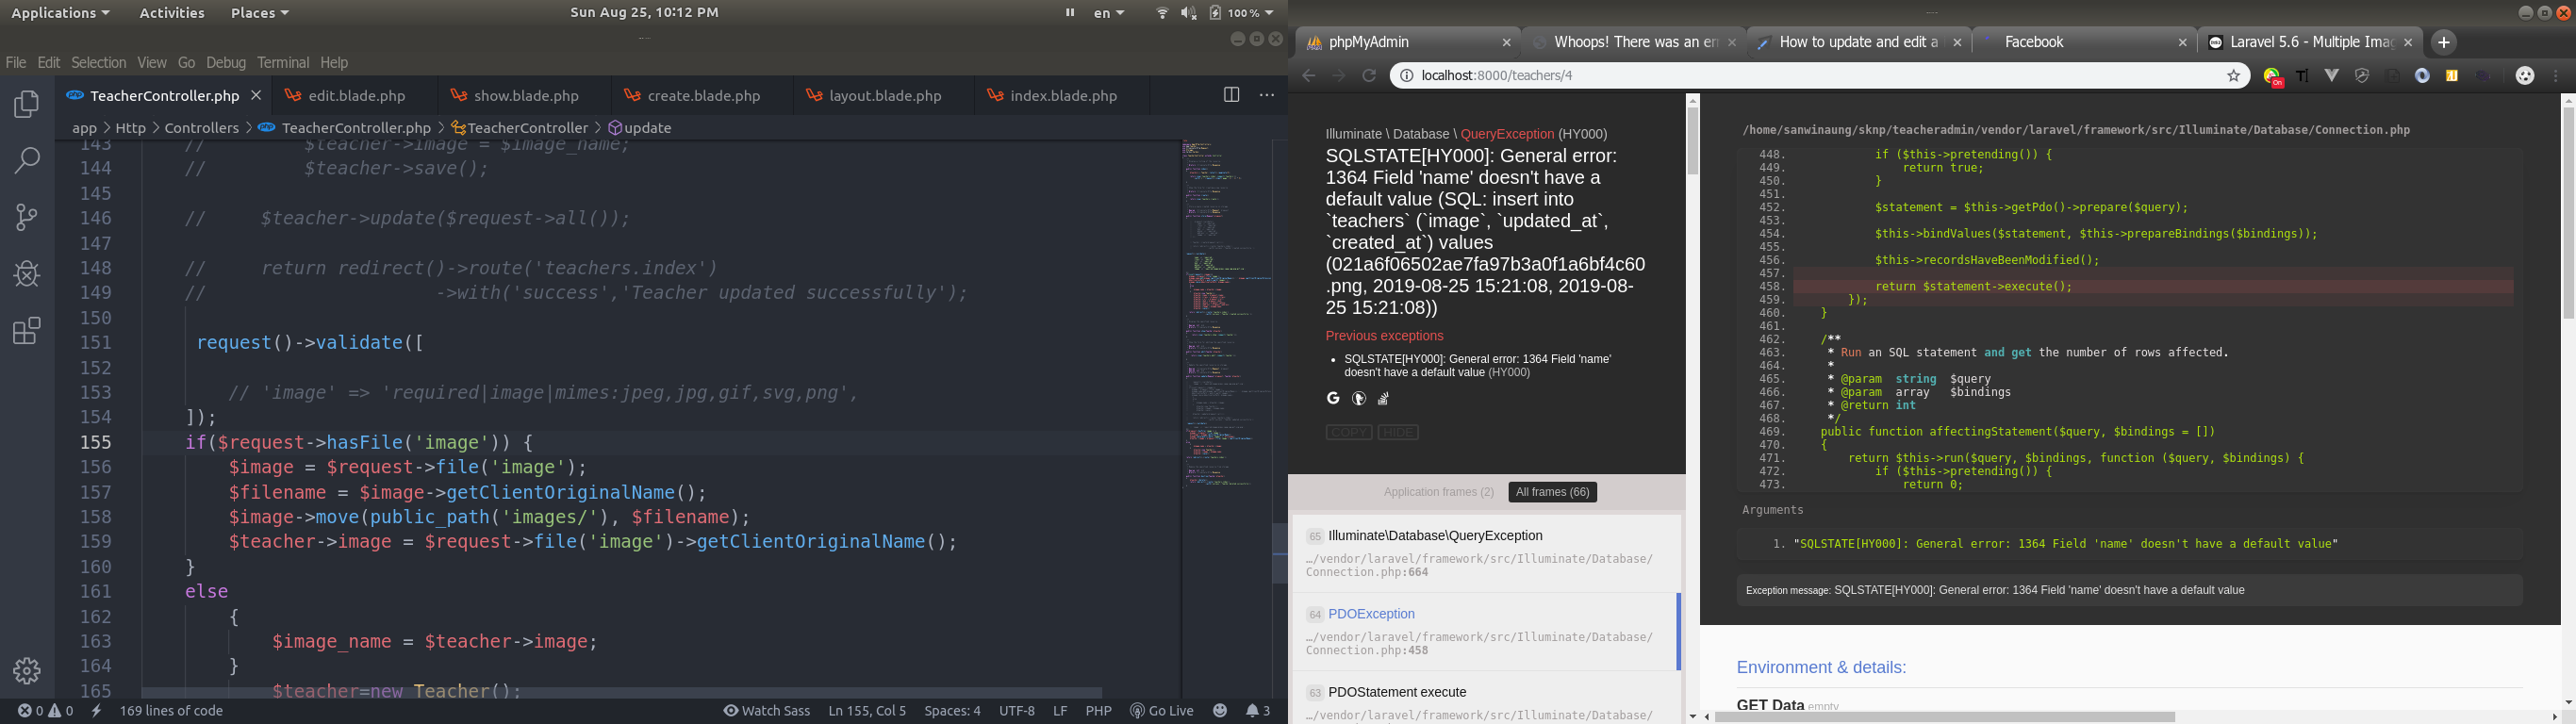 Applications Activities Places Sun Aug 25, 10:12 PM en 100 %
File Edit Selection View Go Debug Terminal Help
TeacherController.php edit.blade.php show.blade.php create.blade.php layout.blade.php index.blade.php
app > Http > Controllers > TeacherController.php > TeacherController > update
143 // $teacher->image = $image_name;
144 // $teacher->save();
145
146 // $teacher->update($request->all());
147
148 // return redirect()->route('teachers.index')
149 // ->with('success','Teacher updated successfully');
150
151 request()->validate([
152
153 // 'image' => 'required|image|mimes:jpeg,jpg,gif,svg,png',
154 ]);
155 if($request->hasFile('image')) {
156 $image = $request->file('image');
157 $filename = $image->getClientOriginalName();
158 $image->move(public_path('images/'), $filename);
159 $teacher->image = $request->file('image')->getClientOriginalName();
160 }
161 else
162 {
163 $image_name = $teacher->image;
164 }
165 $teacher=new Teacher();
0 0 169 lines of code Watch Sass Ln 155, Col 5 Spaces: 4 UTF-8 LF PHP Go Live 3
phpMyAdmin Whoops! There was an er How to update and edit a Facebook Laravel 5.6 - Multiple Imag
localhost:8000/teachers/4 On
Illuminate \ Database \ QueryException (HY000)
SQLSTATE[HY000]: General error:
1364 Field 'name' doesn't have a
default value (SQL: insert into
`teachers` (`image`, `updated_at`,
`created_at`) values
(021a6f06502ae7fa97b3a0f1a6bf4c60
.png, 2019-08-25 15:21:08, 2019-08-
25 15:21:08))
Previous exceptions
• SQLSTATE[HY000]: General error: 1364 Field 'name'
doesn't have a default value (HY000)
COPY HIDE
Application frames (2) All frames (66)
65 Illuminate\Database\QueryException
…/vendor/laravel/framework/src/Illuminate/Database/
Connection.php:664
64 PDOException
…/vendor/laravel/framework/src/Illuminate/Database/
Connection.php:458
63 PDOStatement execute
…/vendor/laravel/framework/src/Illuminate/Database/
/home/sanwinaung/sknp/teacheradmin/vendor/laravel/framework/src/Illuminate/Database/Connection.php
448. if ($this->pretending()) {
449. return true;
450. }
451.
452. $statement = $this->getPdo()->prepare($query);
453.
454. $this->bindValues($statement, $this->prepareBindings($bindings));
455.
456. $this->recordsHaveBeenModified();
457.
458. return $statement->execute();
459. });
460. }
461.
462. /**
463. * Run an SQL statement and get the number of rows affected.
464. *
465. * @param string $query
466. * @param array $bindings
467. * @return int
468. */
469. public function affectingStatement($query, $bindings = [])
470. {
471. return $this->run($query, $bindings, function ($query, $bindings) {
472. if ($this->pretending()) {
473. return 0;
Arguments
1. "SQLSTATE[HY000]: General error: 1364 Field 'name' doesn't have a default value"
Exception message: SQLSTATE[HY000]: General error: 1364 Field 'name' doesn't have a default value
Environment & details:
GET Data empty